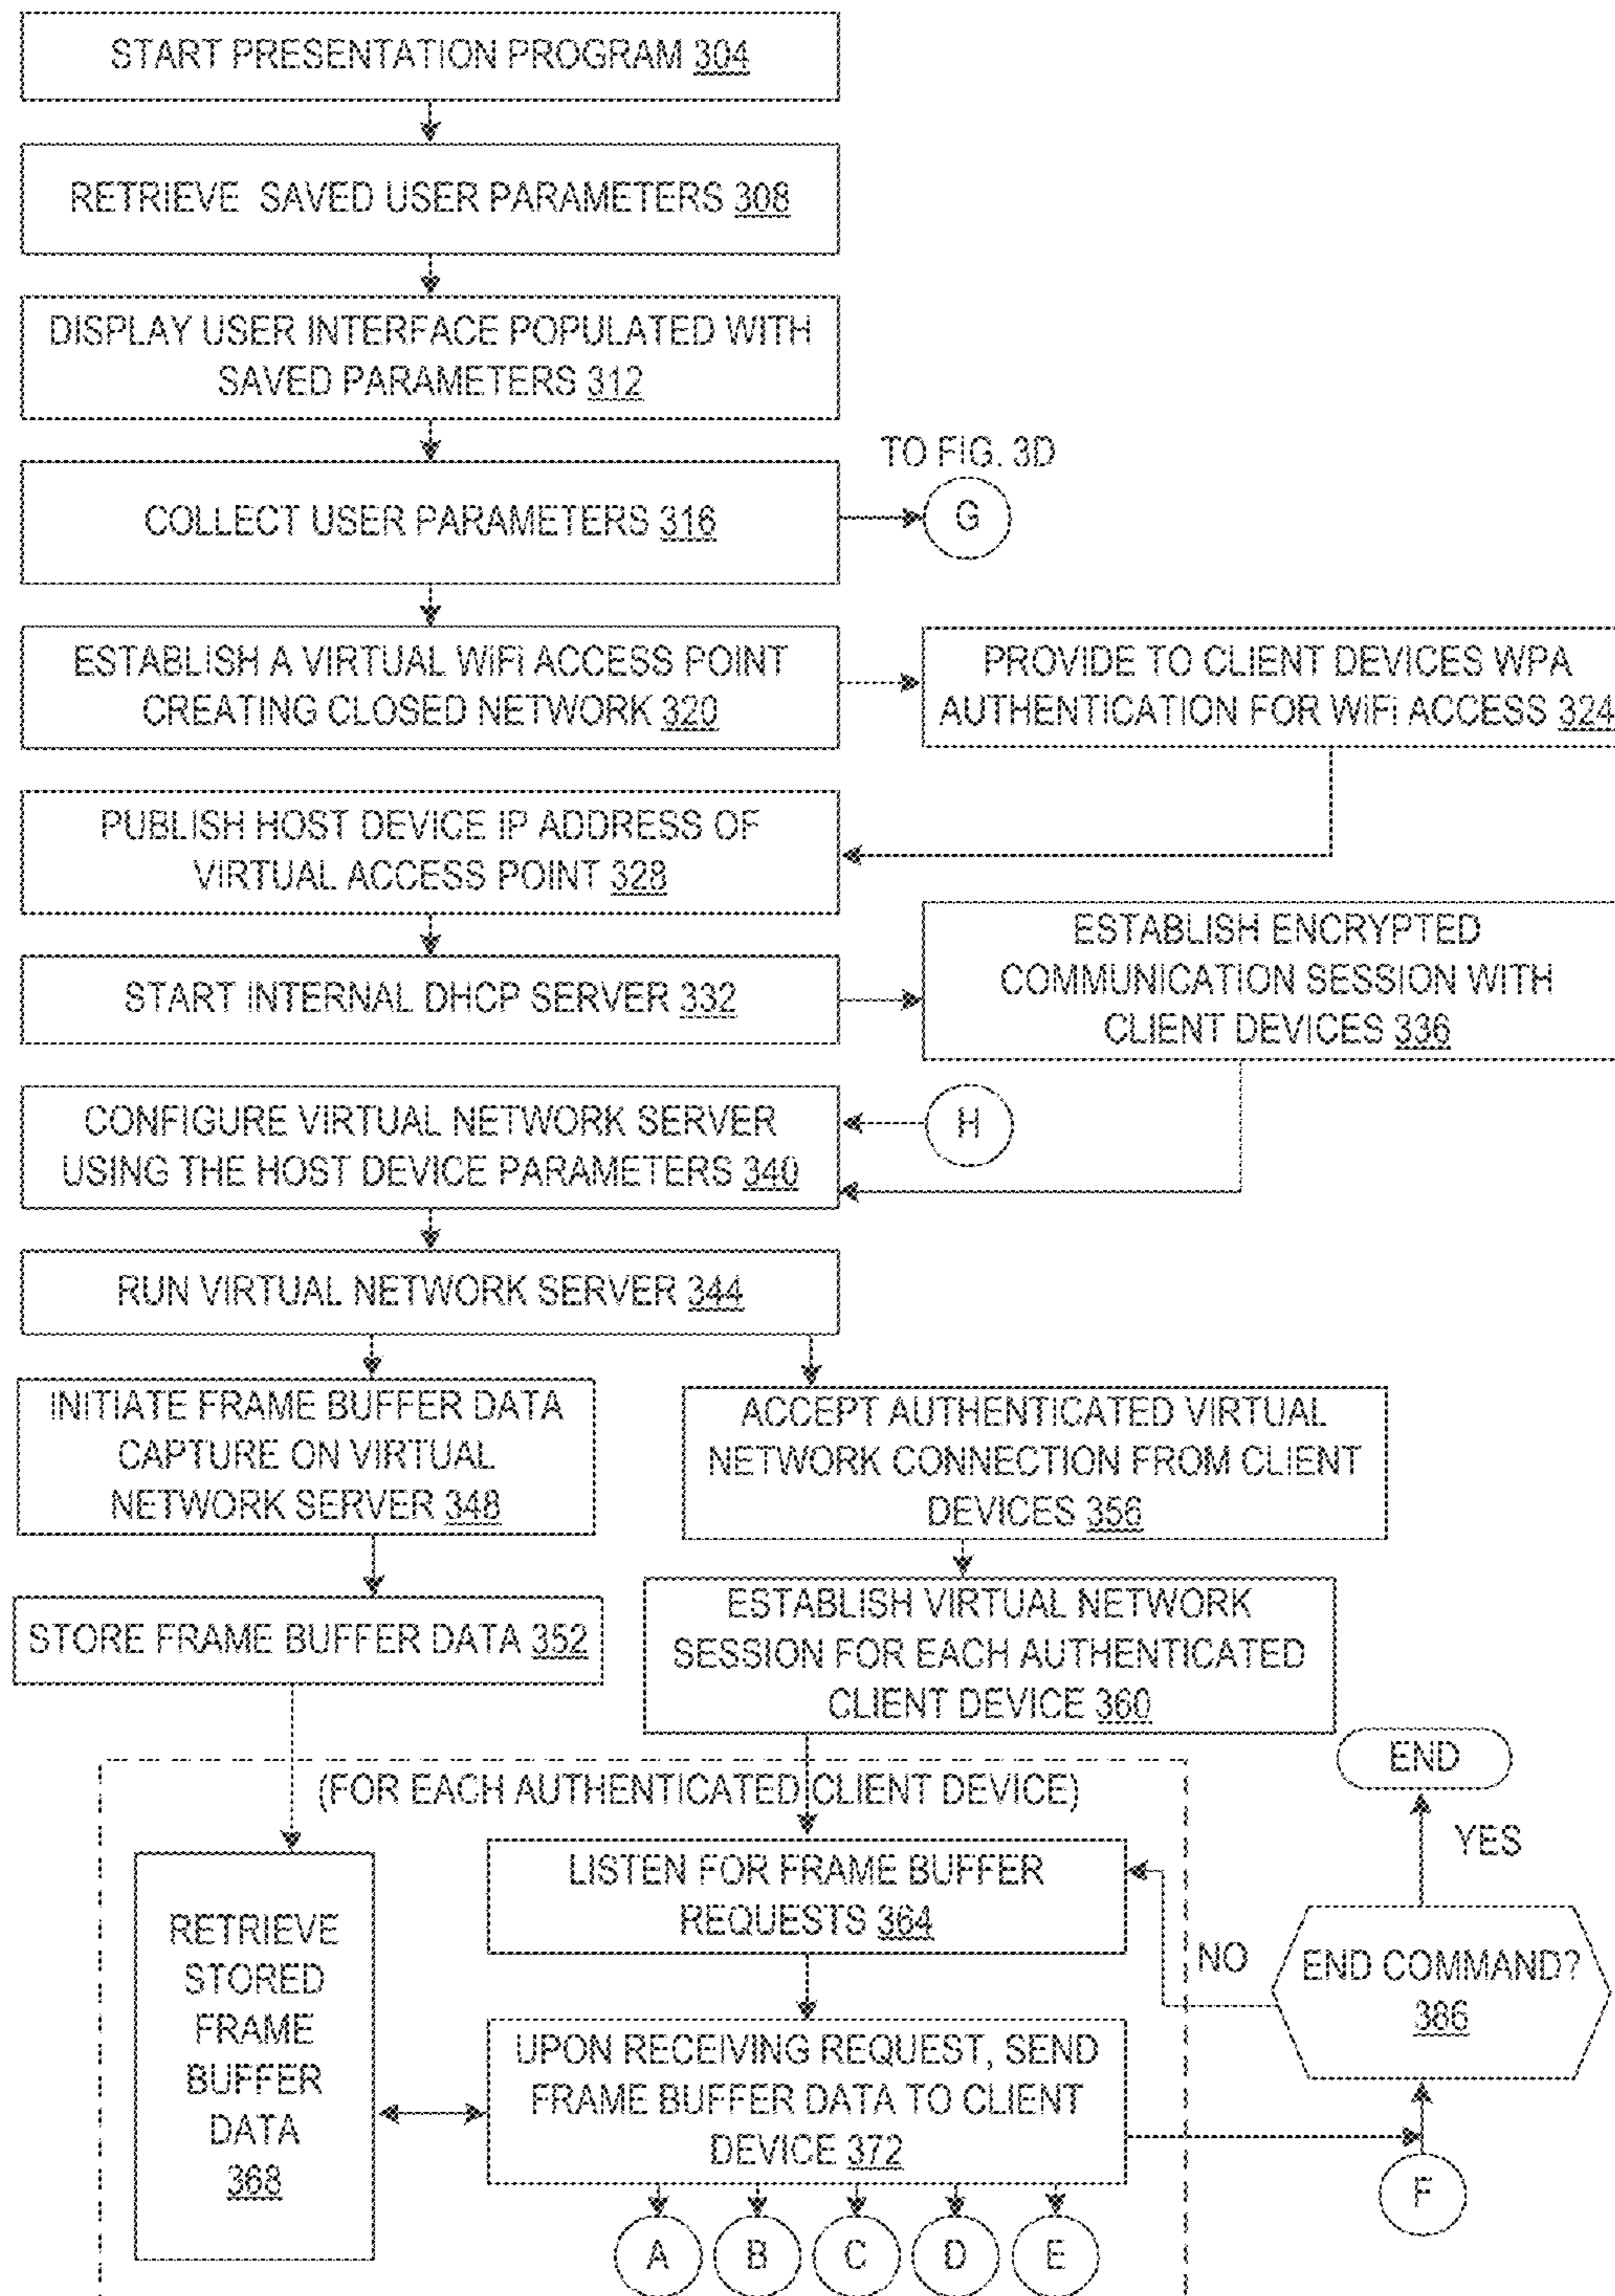 START PRESENTATION PROGRAM 304
RETRIEVE SAVED USER PARAMETERS 308
DISPLAY USER INTERFACE POPULATED WITH
SAVED PARAMETERS 312
TO FIG. 3D
COLLECT USER PARAMETERS 316
G
ESTABLISH A VIRTUAL WiFi ACCESS POINT
CREATING CLOSED NETWORK 320
PROVIDE TO CLIENT DEVICES WPA
AUTHENTICATION FOR WiFi ACCESS 324
PUBLISH HOST DEVICE IP ADDRESS OF
VIRTUAL ACCESS POINT 328
START INTERNAL DHCP SERVER 332
ESTABLISH ENCRYPTED
COMMUNICATION SESSION WITH
CLIENT DEVICES 336
CONFIGURE VIRTUAL NETWORK SERVER
USING THE HOST DEVICE PARAMETERS 340
H
RUN VIRTUAL NETWORK SERVER 344
INITIATE FRAME BUFFER DATA
CAPTURE ON VIRTUAL
NETWORK SERVER 348
ACCEPT AUTHENTICATED VIRTUAL
NETWORK CONNECTION FROM CLIENT
DEVICES 356
STORE FRAME BUFFER DATA 352
ESTABLISH VIRTUAL NETWORK
SESSION FOR EACH AUTHENTICATED
CLIENT DEVICE 360
END
(FOR EACH AUTHENTICATED CLIENT DEVICE)
YES
LISTEN FOR FRAME BUFFER
REQUESTS 364
RETRIEVE
STORED
FRAME
BUFFER
DATA
368
NO
END COMMAND?
386
UPON RECEIVING REQUEST, SEND
FRAME BUFFER DATA TO CLIENT
DEVICE 372
F
A
B
C
D
E